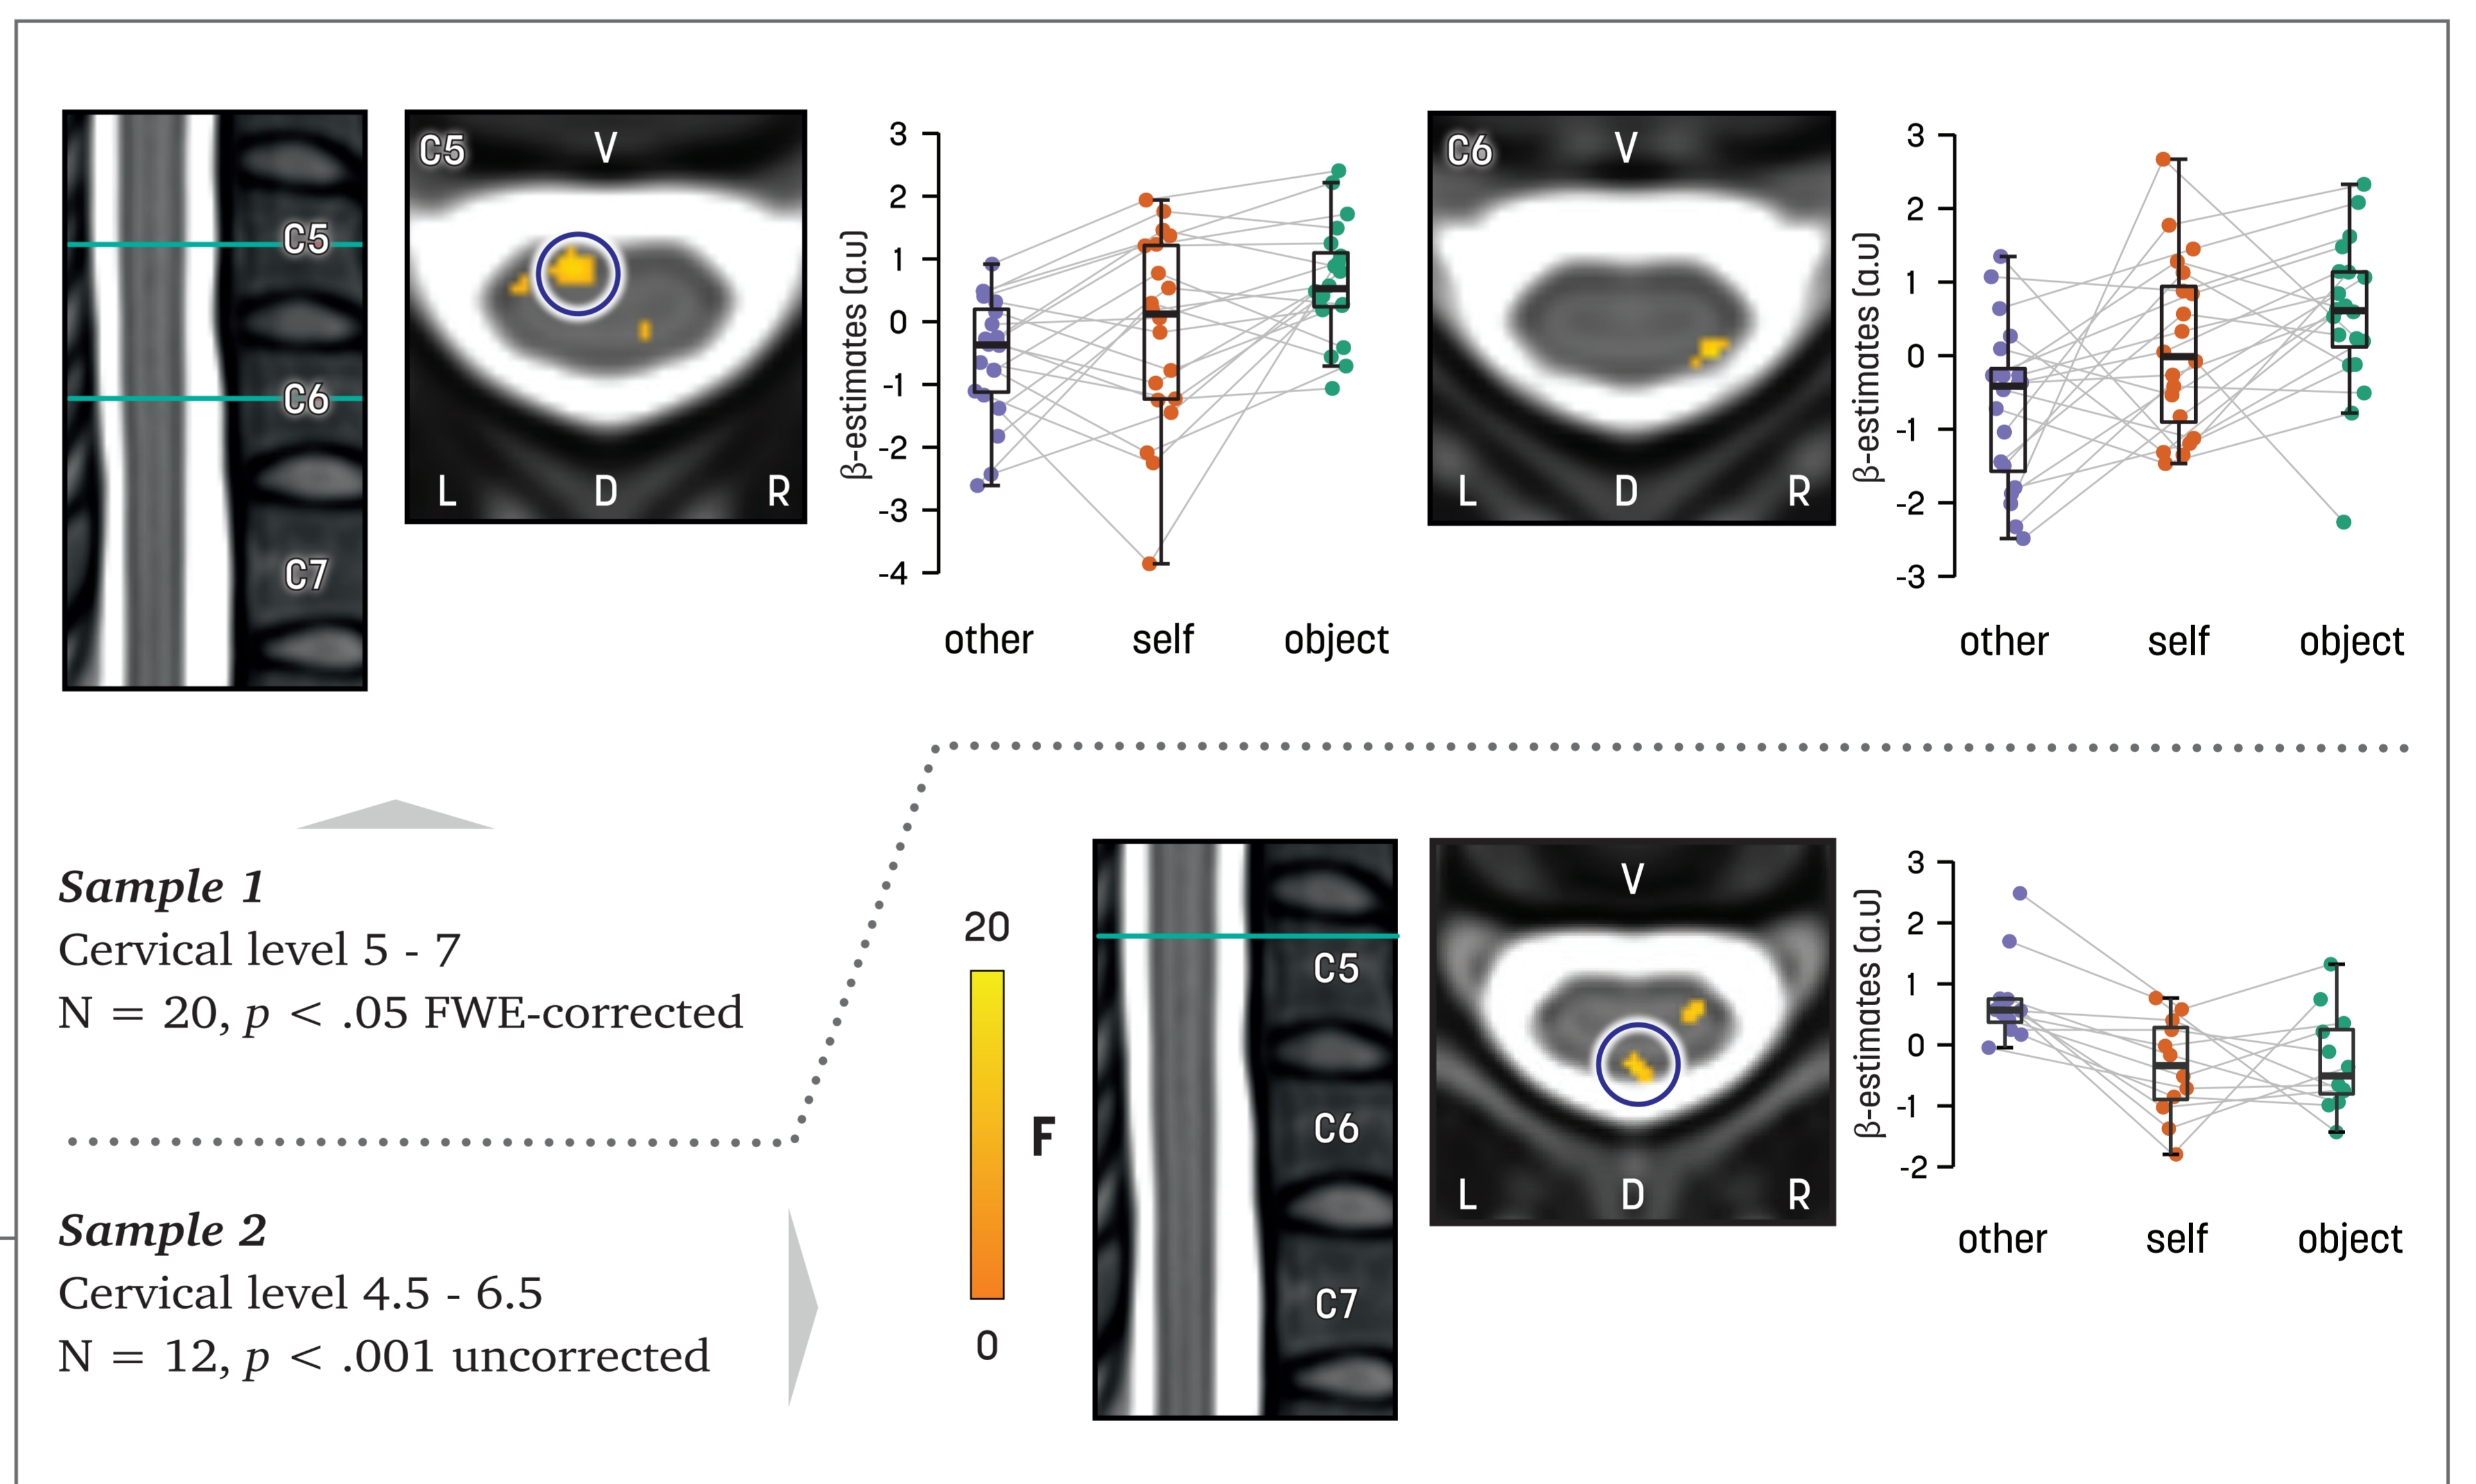 C5
C6
C7
C5
V
L
D
R
β-estimates (a.u)
3
2
1
0
-1
-2
-3
-4
other
self
object
C6
V
L
D
R
β-estimates (a.u)
3
2
1
0
-1
-2
-3
other
self
object
Sample 1
Cervical level 5 - 7
N = 20, p < .05 FWE-corrected
Sample 2
Cervical level 4.5 - 6.5
N = 12, p < .001 uncorrected
20
F
0
C5
C6
C7
V
L
D
R
β-estimates (a.u)
3
2
1
0
-1
-2
other
self
object